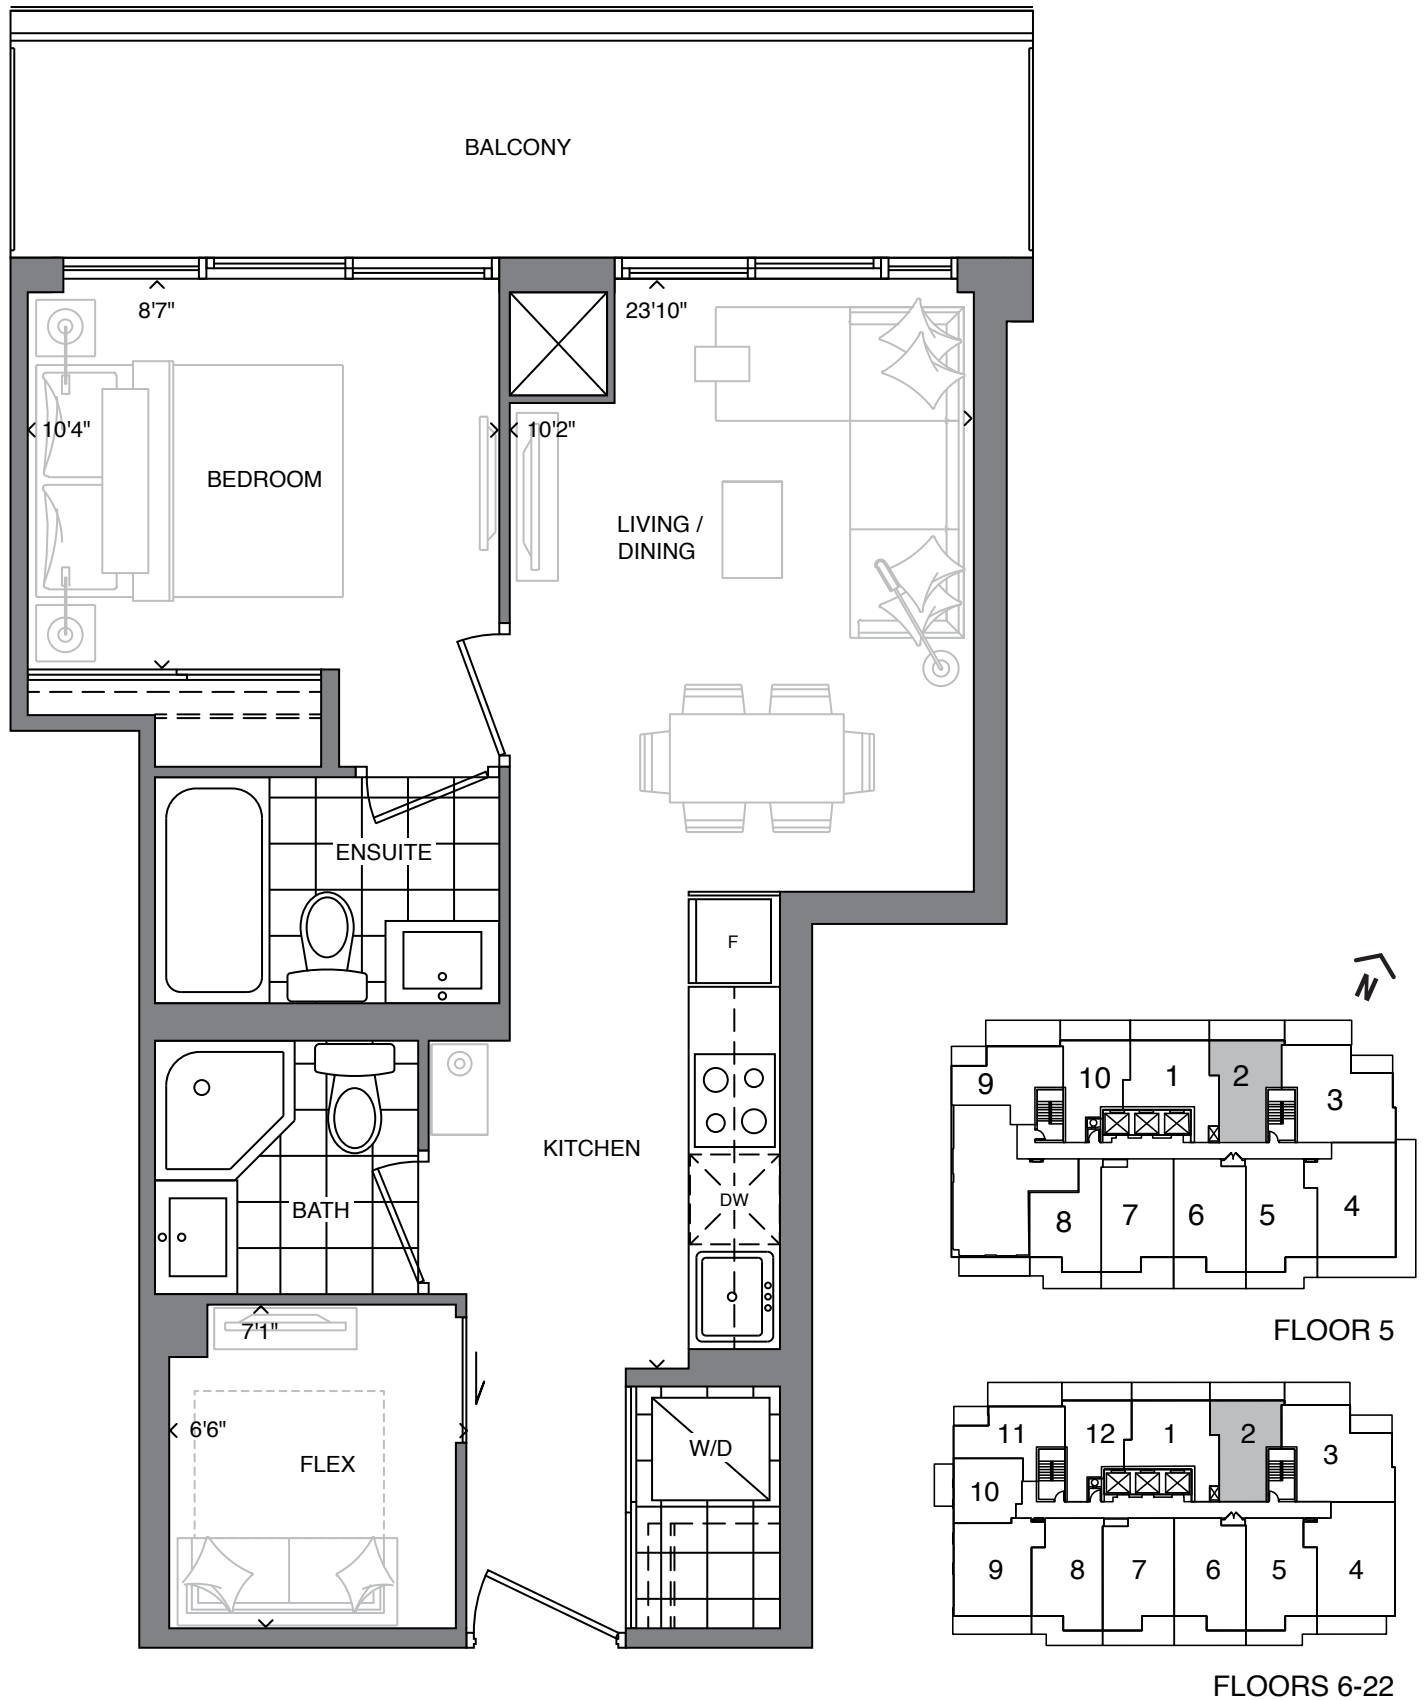 BALCONY
8'7"
23'10"
10'4"
10'2"
BEDROOM
LIVING /
DINING
ENSUITE
F
KITCHEN
DW
BATH
7'1"
6'6"
FLEX
W/D
N
9
10
1
2
3
8
7
6
5
4
FLOOR 5
11
12
1
2
3
10
9
8
7
6
5
4
FLOORS 6-22